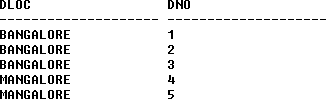 DLOC DNO
-------------------- --------------------
BANGALORE 1
BANGALORE 2
BANGALORE 3
MANGALORE 4
MANGALORE 5